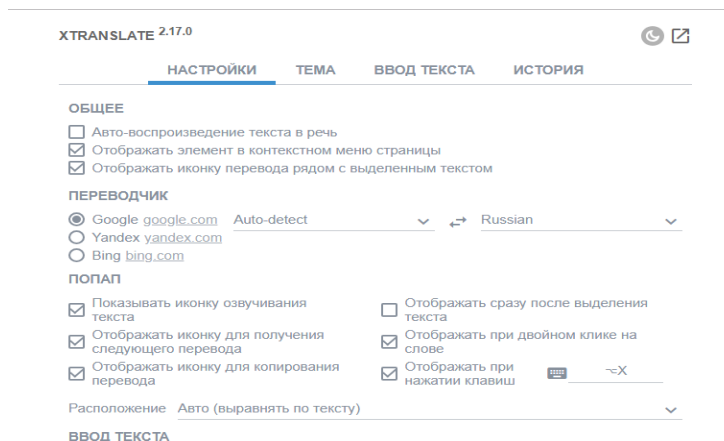 XTRANSLATE 2.17.0
НАСТРОЙКИ ТЕМА ВВОД ТЕКСТА ИСТОРИЯ
ОБЩЕЕ
Авто-воспроизведение текста в речь
Отображать элемент в контекстном меню страницы
Отображать иконку перевода рядом с выделенным текстом
ПЕРЕВОДЧИК
Google google.com Auto-detect Russian
Yandex yandex.com
Bing bing.com
ПОПАП
Показывать иконку озвучивания
текста
Отображать сразу после выделения
текста
Отображать иконку для получения
следующего перевода
Отображать при двойном клике на
слове
Отображать иконку для копирования
перевода
Отображать при
нажатии клавиш
⌥X
Расположение Авто (выравнять по тексту)
ВВОД ТЕКСТА